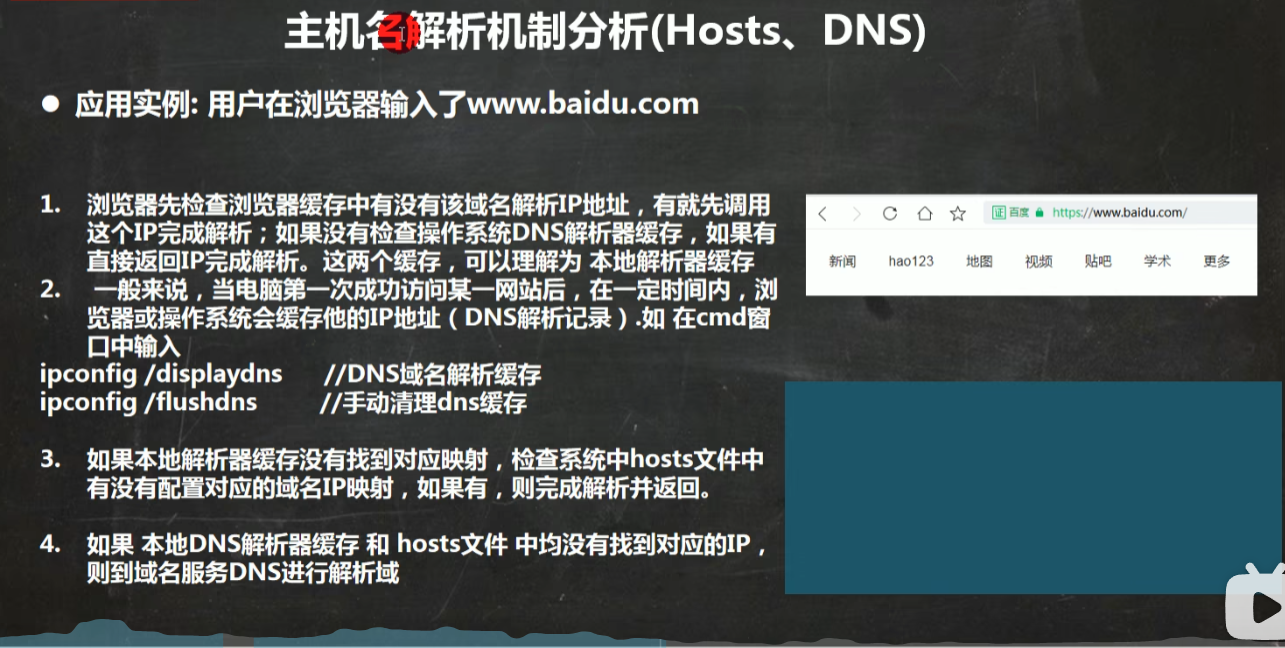 主机名解析机制分析(Hosts、DNS)
● 应用实例: 用户在浏览器输入了www.baidu.com
1. 浏览器先检查浏览器缓存中有没有该域名解析IP地址，有就先调用
这个IP完成解析；如果没有检查操作系统DNS解析器缓存，如果有
直接返回IP完成解析。这两个缓存，可以理解为 本地解析器缓存
2. 一般来说，当电脑第一次成功访问某一网站后，在一定时间内，浏
览器或操作系统会缓存他的IP地址（DNS解析记录）.如 在cmd窗
口中输入
ipconfig /displaydns //DNS域名解析缓存
ipconfig /flushdns //手动清理dns缓存
3. 如果本地解析器缓存没有找到对应映射，检查系统中hosts文件中
有没有配置对应的域名IP映射，如果有，则完成解析并返回。
4. 如果 本地DNS解析器缓存 和 hosts文件 中均没有找到对应的IP，
则到域名服务DNS进行解析域
证 百度 https://www.baidu.com/
新闻 hao123 地图 视频 贴吧 学术 更多